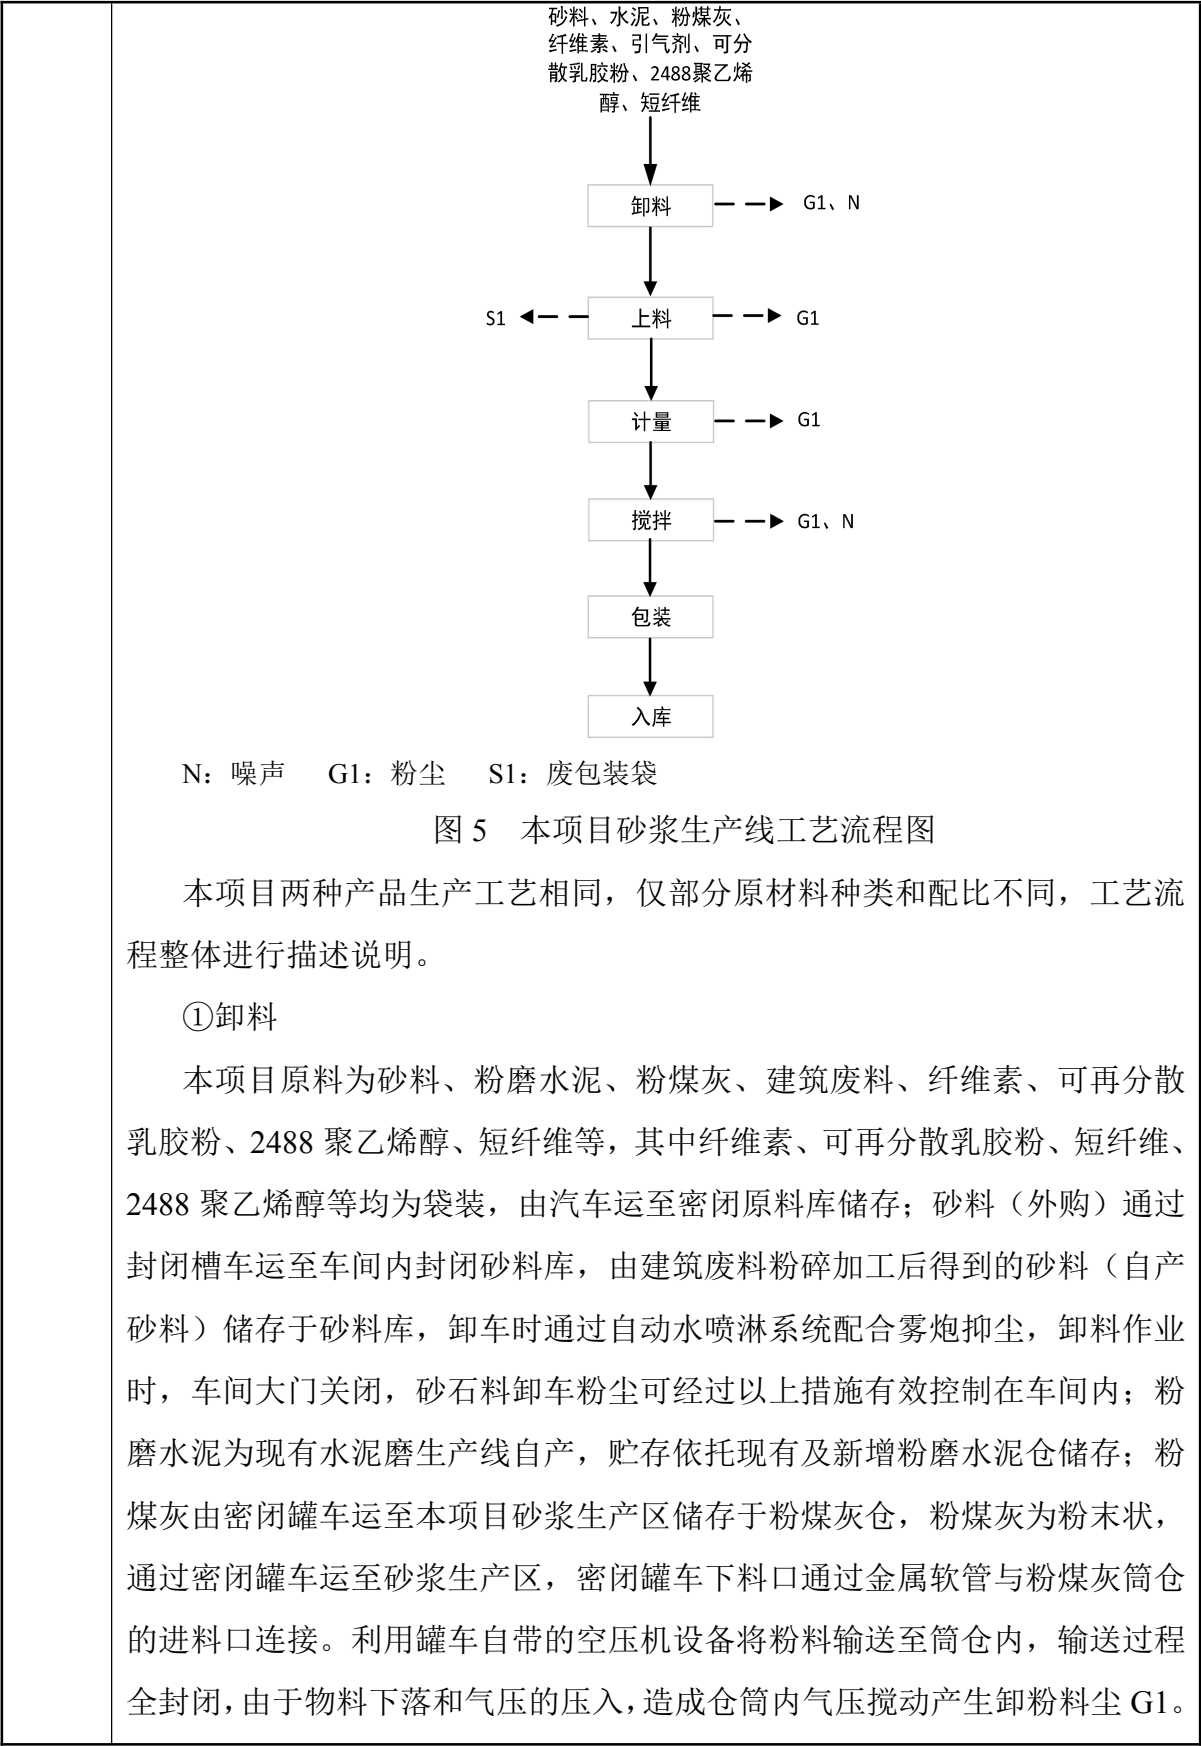 砂料、水泥、粉煤灰、
纤维素、引气剂、可分
散乳胶粉、2488聚乙烯
醇、短纤维
卸料
G1、N
S1
上料
G1
计量
G1
搅拌
G1、N
包装
入库
N：噪声 G1：粉尘 S1：废包装袋
图 5 本项目砂浆生产线工艺流程图
本项目两种产品生产工艺相同，仅部分原材料种类和配比不同，工艺流
程整体进行描述说明。
①卸料
本项目原料为砂料、粉磨水泥、粉煤灰、建筑废料、纤维素、可再分散
乳胶粉、2488 聚乙烯醇、短纤维等，其中纤维素、可再分散乳胶粉、短纤维、
2488 聚乙烯醇等均为袋装，由汽车运至密闭原料库储存；砂料（外购）通过
封闭槽车运至车间内封闭砂料库，由建筑废料粉碎加工后得到的砂料（自产
砂料）储存于砂料库，卸车时通过自动水喷淋系统配合雾炮抑尘，卸料作业
时，车间大门关闭，砂石料卸车粉尘可经过以上措施有效控制在车间内；粉
磨水泥为现有水泥磨生产线自产，贮存依托现有及新增粉磨水泥仓储存；粉
煤灰由密闭罐车运至本项目砂浆生产区储存于粉煤灰仓，粉煤灰为粉末状，
通过密闭罐车运至砂浆生产区，密闭罐车下料口通过金属软管与粉煤灰筒仓
的进料口连接。利用罐车自带的空压机设备将粉料输送至筒仓内，输送过程
全封闭，由于物料下落和气压的压入，造成仓筒内气压搅动产生卸粉料尘 G1。